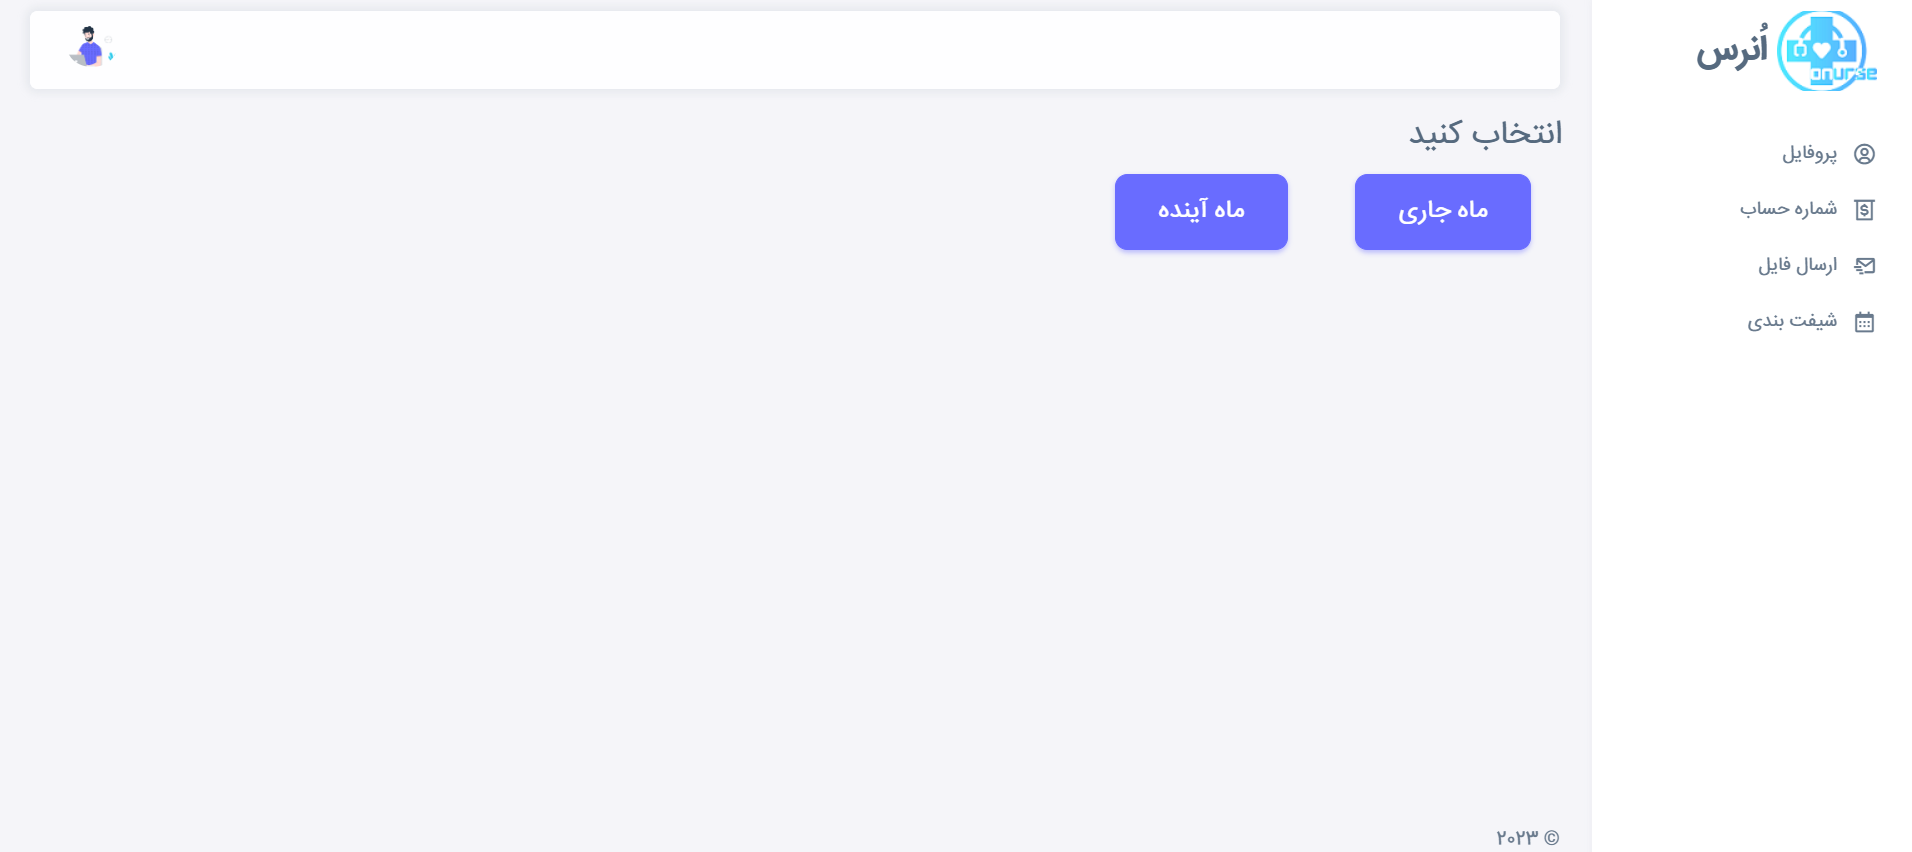 اُنرس
onurse
پروفایل
شماره حساب
ارسال فایل
شیفت بندی
انتخاب کنید
ماه جاری
ماه آینده
© ۲۰۲۳